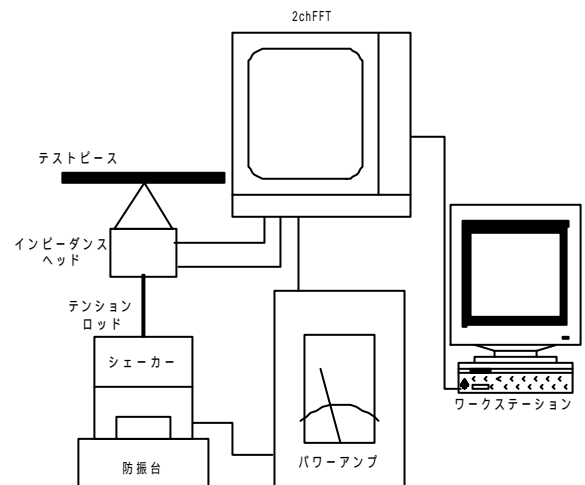 2chFFT
テストピース
インピーダンス
ヘッド
テンション
ロッド
シェーカー
防振台
パワーアンプ
ワークステーション